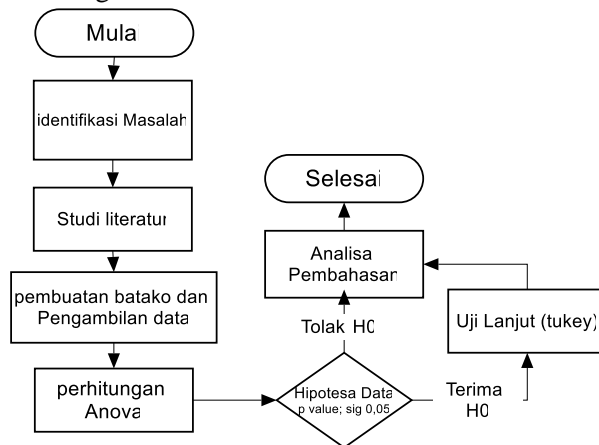 Mula
identifikasi Masalah
Studi literatur
pembuatan batako dan
Pengambilan data
perhitungan
Anova
Hipotesa Data
p value; sig 0,05
Tolak H0
Analisa
Pembahasan
Selesai
Terima
H0
Uji Lanjut (tukey)